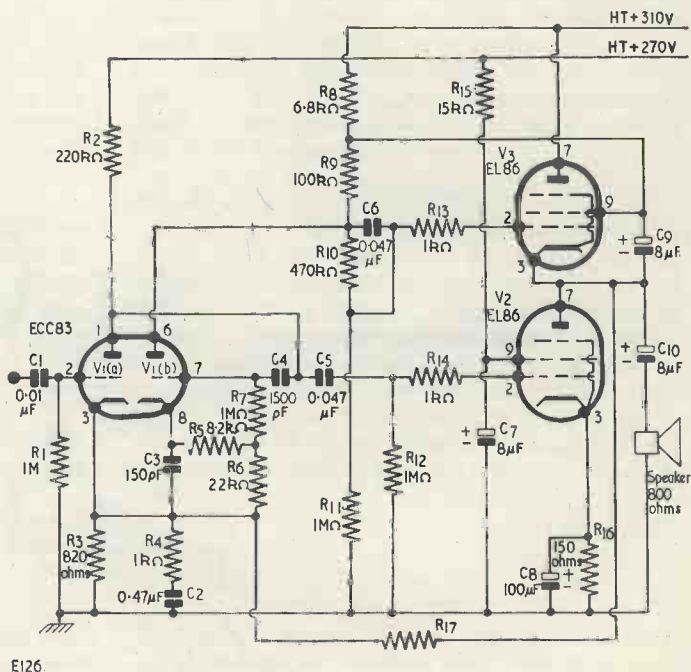 HT+310V
HT+270V
R8
6·8kΩ
R15
15kΩ
R2
220kΩ
R9
100kΩ
V3
EL86
7
9
2
3
C6
0·047
μF
R13
1kΩ
R10
470kΩ
C9
8μF
ECC83
1
6
V2
EL86
7
9
2
3
C1
0·01
μF
2
V1(a)
V1(b)
7
3
8
C4
1500
pF
C5
0·047
μF
R14
1kΩ
C10
8μF
R7
1MΩ
R5 8·2kΩ
C3
150pF
R6
22kΩ
C7
8μF
R1
1M
R12
1MΩ
Speaker
800
ohms
R3
820
ohms
R4
1kΩ
R11
1MΩ
R16
150
ohms
C8
100μF
0·47μF
C2
R17
E126